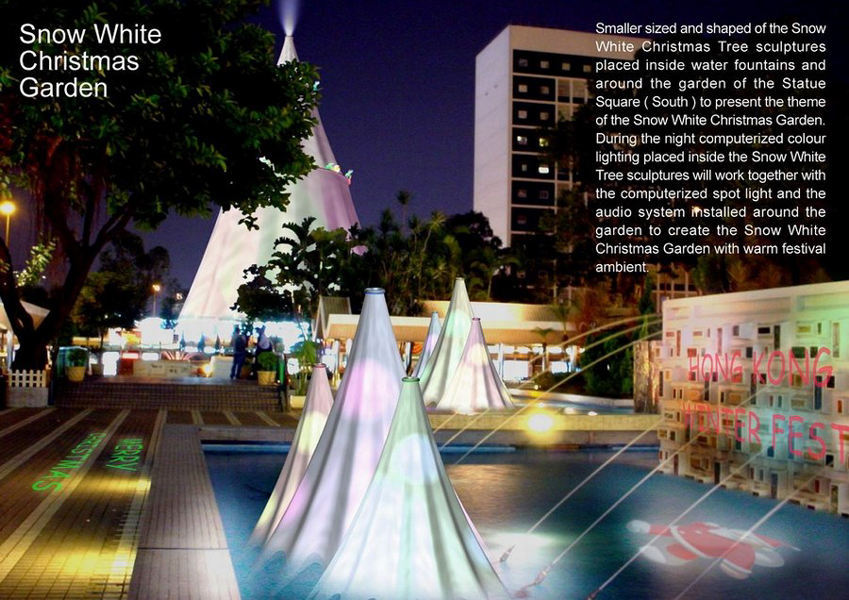 Snow White
Christmas
Garden
Smaller sized and shaped of the Snow
White Christmas Tree sculptures
placed inside water fountains and
around the garden of the Statue
Square ( South ) to present the theme
of the Snow White Christmas Garden.
During the night computerized colour
lighting placed inside the Snow White
Tree sculptures will work together with
the computerized spot light and the
audio system installed around the
garden to create the Snow White
Christmas Garden with warm festival
ambient.
HONG KONG
WINTER FEST
MERRY
CHRISTMAS